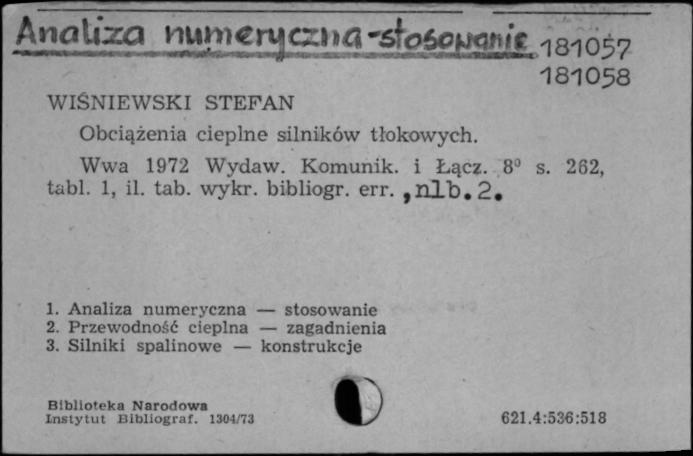 Analiza numeryczna-stosowanie 181057
181058
WIŚNIEWSKI STEFAN
Obciążenia cieplne silników tłokowych.
Wwa 1972 Wydaw. Komunik. i Łącz. 8° s. 262,
tabl. 1, il. tab. wykr. bibliogr. err. ,nlb.2.
1. Analiza numeryczna — stosowanie
2. Przewodność cieplna — zagadnienia
3. Silniki spalinowe — konstrukcje
Biblioteka Narodowa
Instytut Bibliograf. 1304/73 621.4:536:518